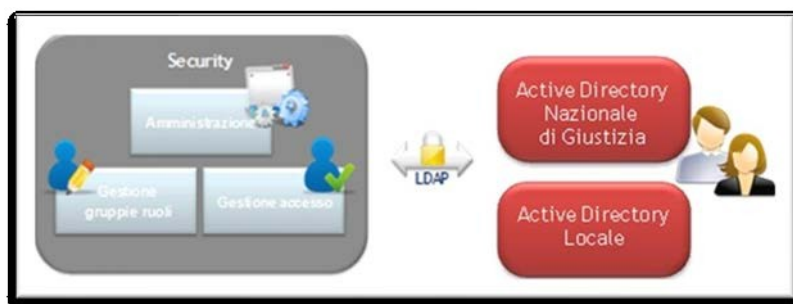 Security
Amministrazione
Gestione
gruppi e ruoli
Gestione accesso
LDAP
Active Directory
Nazionale
di Giustizia
Active Directory
Locale